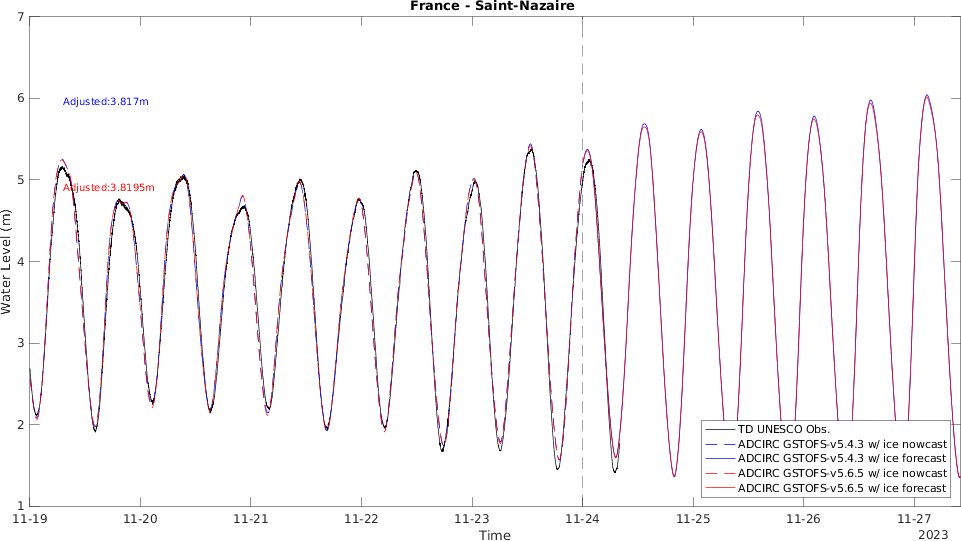 France - Saint-Nazaire
7
6
5
4
3
2
1
Water Level (m)
Adjusted:3.817m
Adjusted:3.8195m
TD UNESCO Obs.
ADCIRC GSTOFS-v5.4.3 w/ ice nowcast
ADCIRC GSTOFS-v5.4.3 w/ ice forecast
ADCIRC GSTOFS-v5.6.5 w/ ice nowcast
ADCIRC GSTOFS-v5.6.5 w/ ice forecast
11-19 11-20 11-21 11-22 11-23 11-24 11-25 11-26 11-27
Time
2023